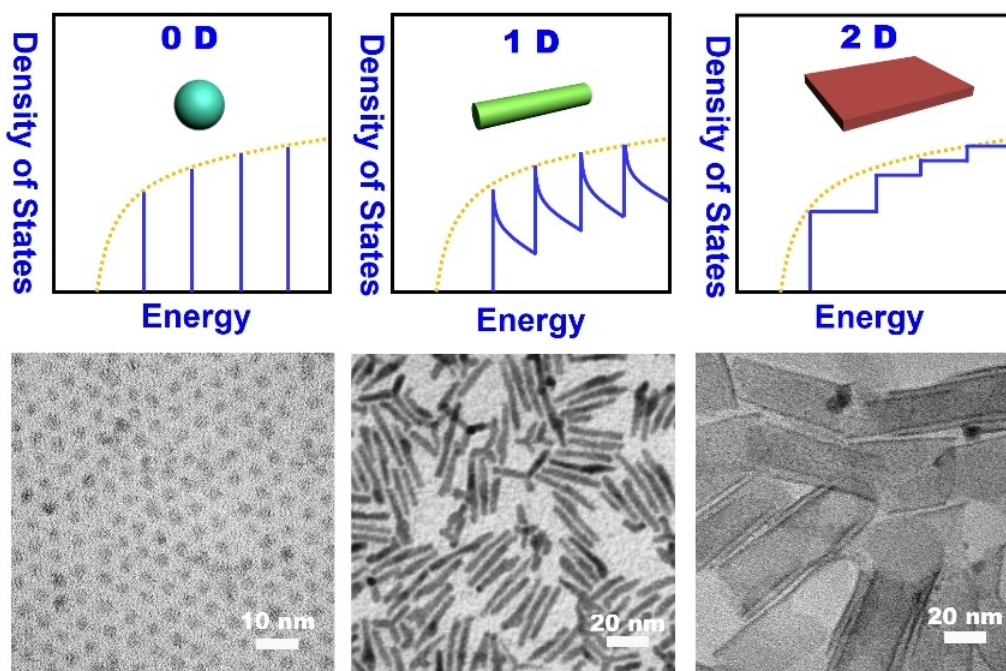 0 D
Density of States
Energy
1 D
Density of States
Energy
2 D
Density of States
Energy
10 nm
20 nm
20 nm